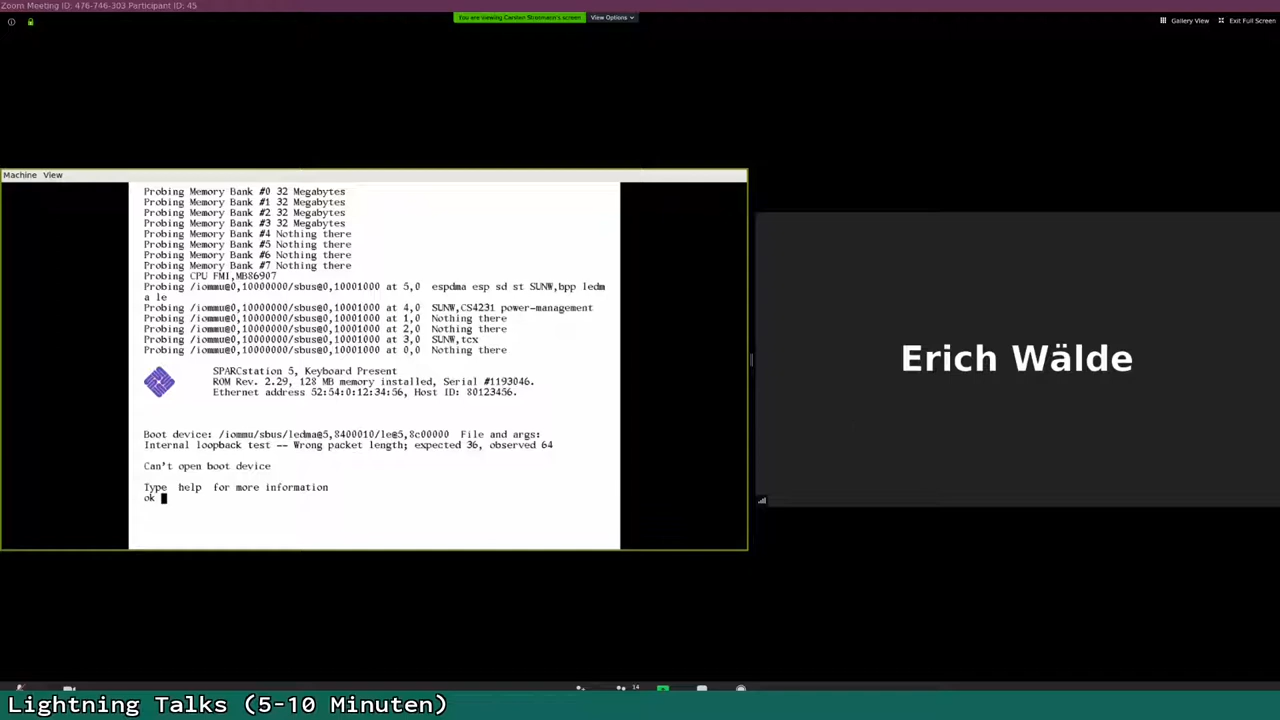 Zoom Meeting ID: 476-746-303 Participant ID: 45
You are viewing Carsten Strotmann's screen
View Options
Gallery View
Exit Full Screen
Machine View
Probing Memory Bank #0 32 Megabytes
Probing Memory Bank #1 32 Megabytes
Probing Memory Bank #2 32 Megabytes
Probing Memory Bank #3 32 Megabytes
Probing Memory Bank #4 Nothing there
Probing Memory Bank #5 Nothing there
Probing Memory Bank #6 Nothing there
Probing Memory Bank #7 Nothing there
Probing CPU FMI,MB86907
Probing /iommu@0,10000000/sbus@0,10001000 at 5,0 espdma esp sd st SUNW,bpp ledm
a le
Probing /iommu@0,10000000/sbus@0,10001000 at 4,0 SUNW,CS4231 power-management
Probing /iommu@0,10000000/sbus@0,10001000 at 1,0 Nothing there
Probing /iommu@0,10000000/sbus@0,10001000 at 2,0 Nothing there
Probing /iommu@0,10000000/sbus@0,10001000 at 3,0 SUNW,tcx
Probing /iommu@0,10000000/sbus@0,10001000 at 0,0 Nothing there
SPARCstation 5, Keyboard Present
ROM Rev. 2.29, 128 MB memory installed, Serial #1193046.
Ethernet address 52:54:0:12:34:56, Host ID: 80123456.
Boot device: /iommu/sbus/ledma@5,8400010/le@5,8c00000 File and args:
Internal loopback test -- Wrong packet length; expected 36, observed 64
Can't open boot device
Type help for more information
ok
Erich Wälde
14
Lightning Talks (5-10 Minuten)